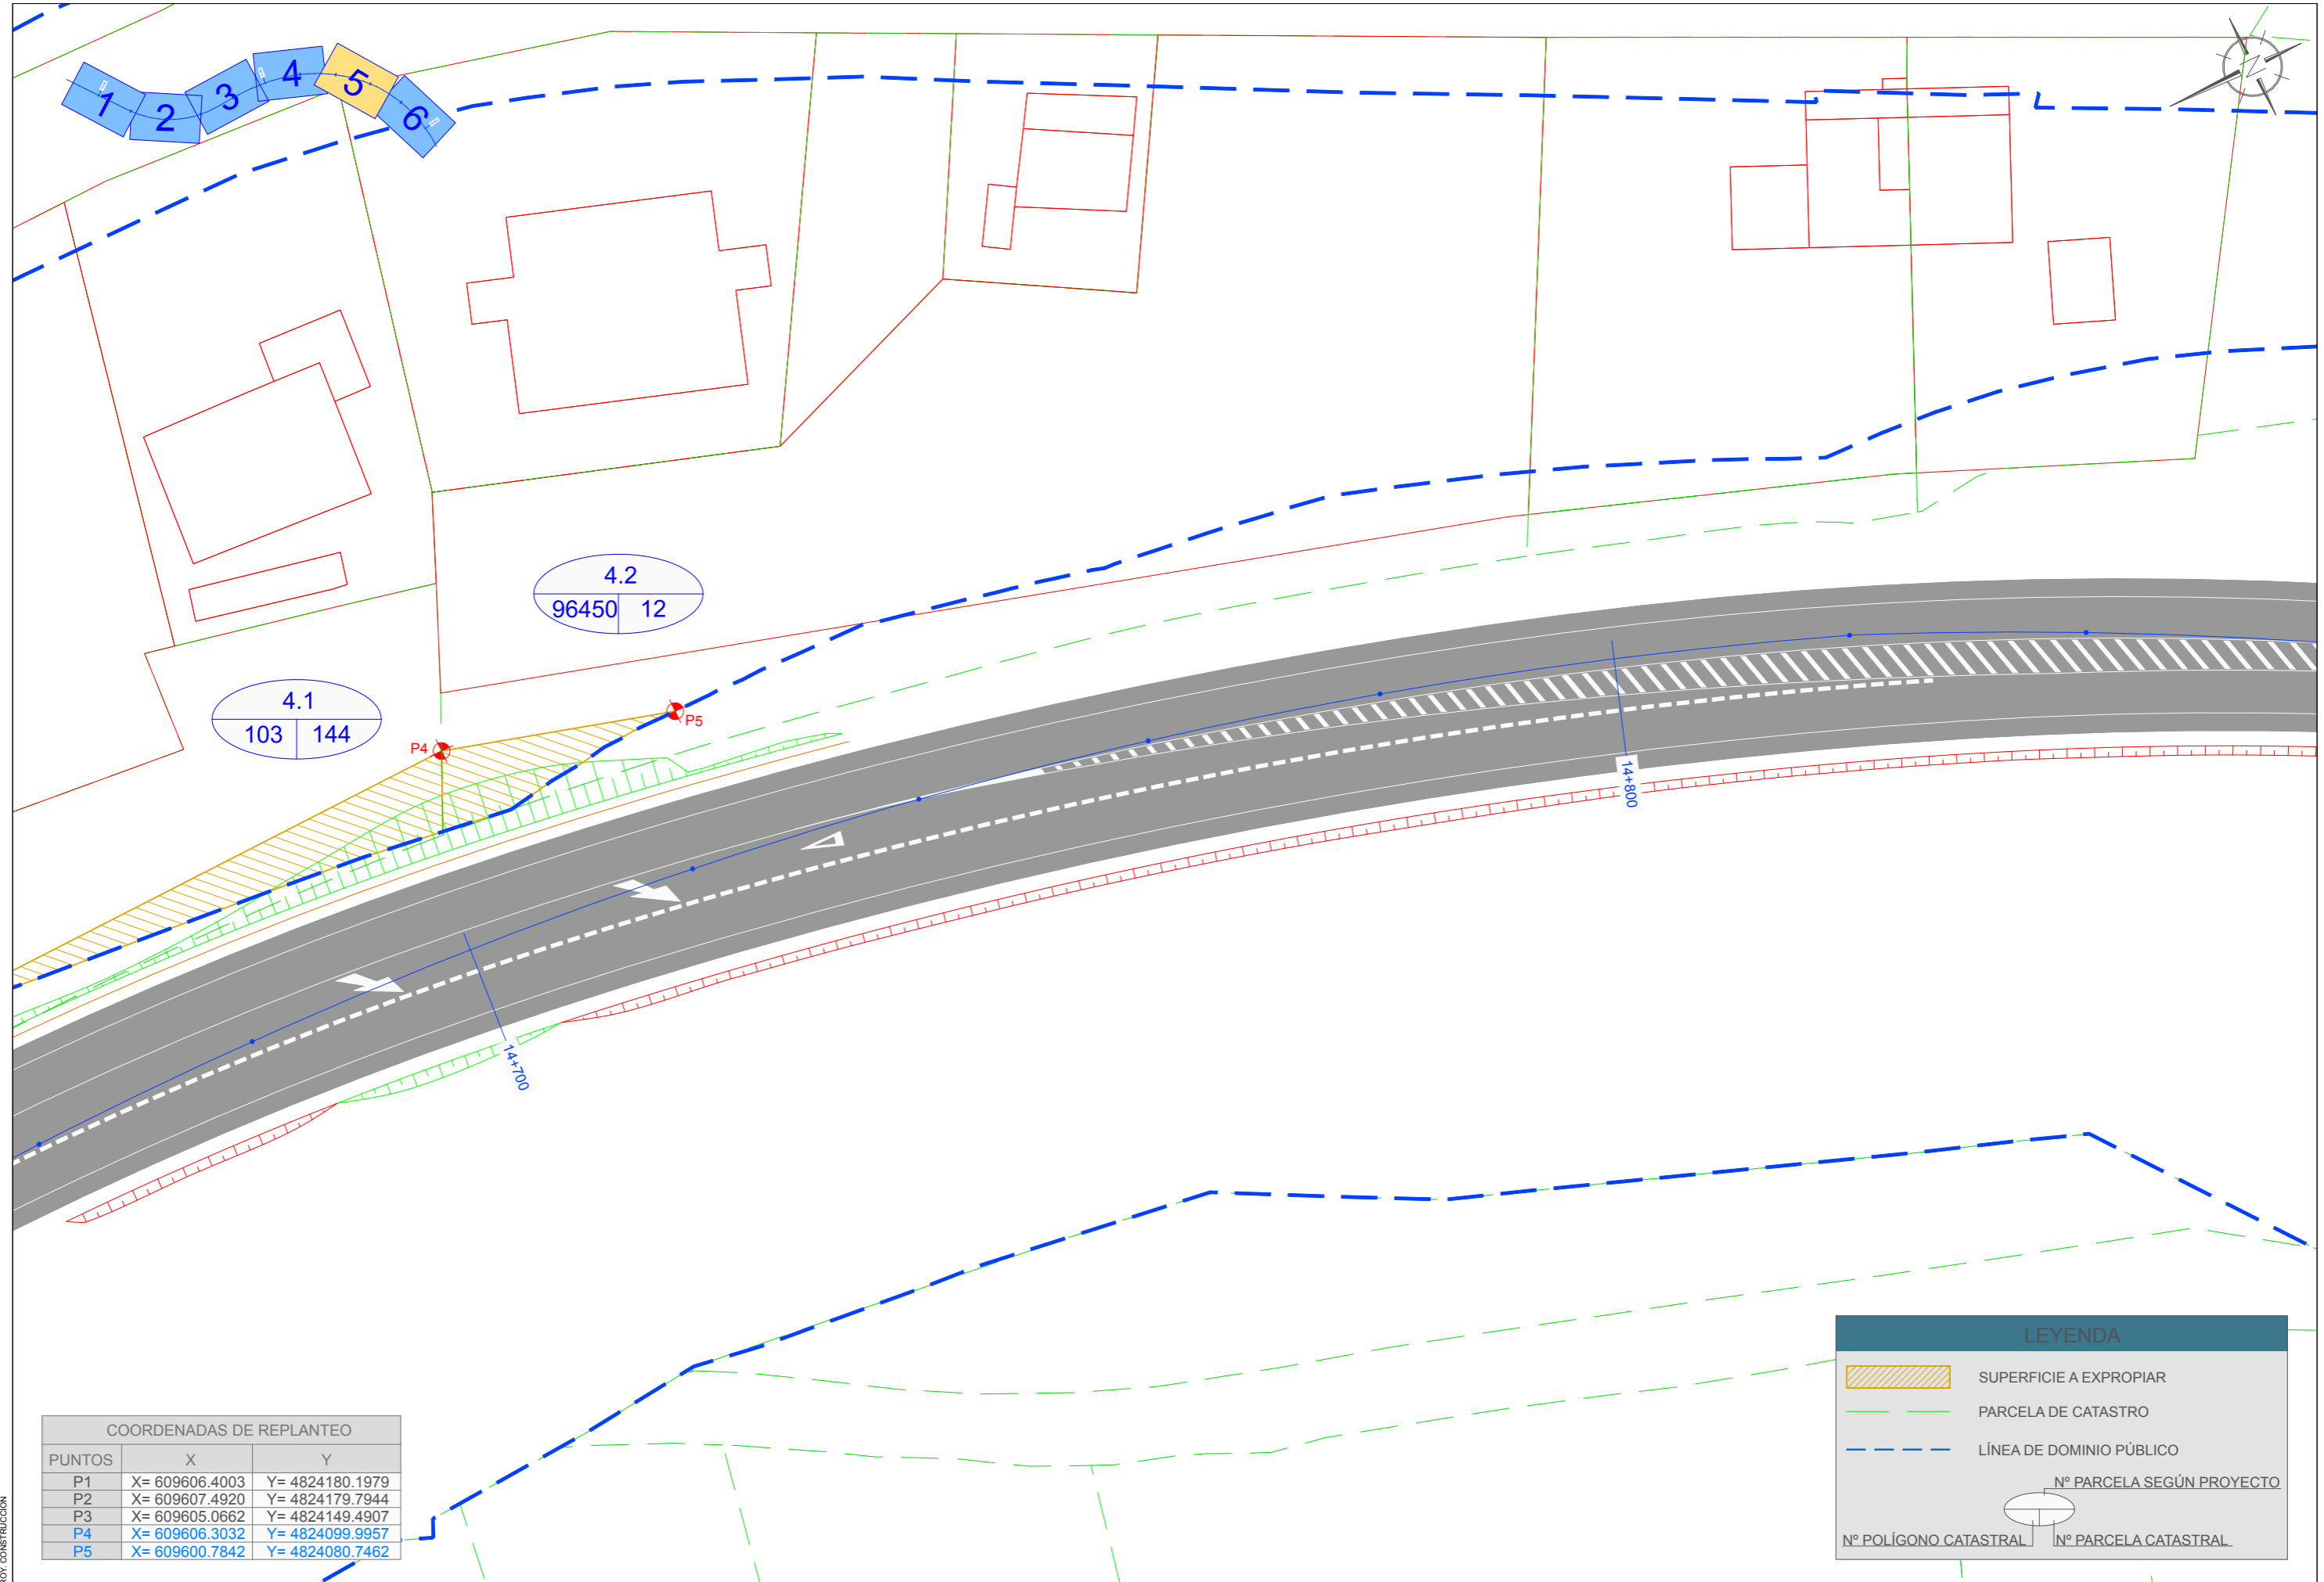 1 2 3 4 5 6
4.2
96450 12
4.1
103 144
P4
P5
14+800
14+700
COORDENADAS DE REPLANTEO
PUNTOS X Y
P1 X= 609606.4003 Y= 4824180.1979
P2 X= 609607.4920 Y= 4824179.7944
P3 X= 609605.0662 Y= 4824149.4907
P4 X= 609606.3032 Y= 4824099.9957
P5 X= 609600.7842 Y= 4824080.7462
LEYENDA
SUPERFICIE A EXPROPIAR
PARCELA DE CATASTRO
LÍNEA DE DOMINIO PÚBLICO
Nº PARCELA SEGÚN PROYECTO
Nº POLÍGONO CATASTRAL
Nº PARCELA CATASTRAL
CONSTRUCCION